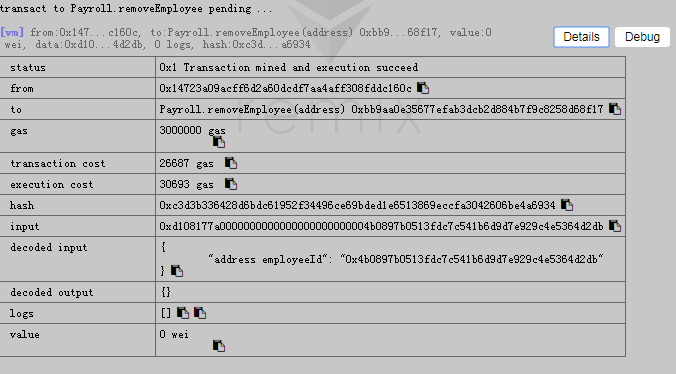 transact to Payroll.removeEmployee pending ...
[vm] from:0x147...c160c, to:Payroll.removeEmployee(address) 0xbb9...68f17, value:0
wei, data:0xd10...4d2db, 0 logs, hash:0xc3d...a6934
Details Debug
remix
status 0x1 Transaction mined and execution succeed
from 0x14723a09acff6d2a60dcdf7aa4aff308fddc160c
to Payroll.removeEmployee(address) 0xbb9aa0e35677efab3dcb2d884b7f9c8258d68f17
gas 3000000 gas
transaction cost 26687 gas
execution cost 30693 gas
hash 0xc3d3b336428d6bdc61952f34496ce69bded1e6513869eccfa3042606be4a6934
input 0xd108177a0000000000000000000000004b0897b0513fdc7c541b6d9d7e929c4e5364d2db
decoded input {
"address employeeId": "0x4b0897b0513fdc7c541b6d9d7e929c4e5364d2db"
}
decoded output {}
logs []
value 0 wei